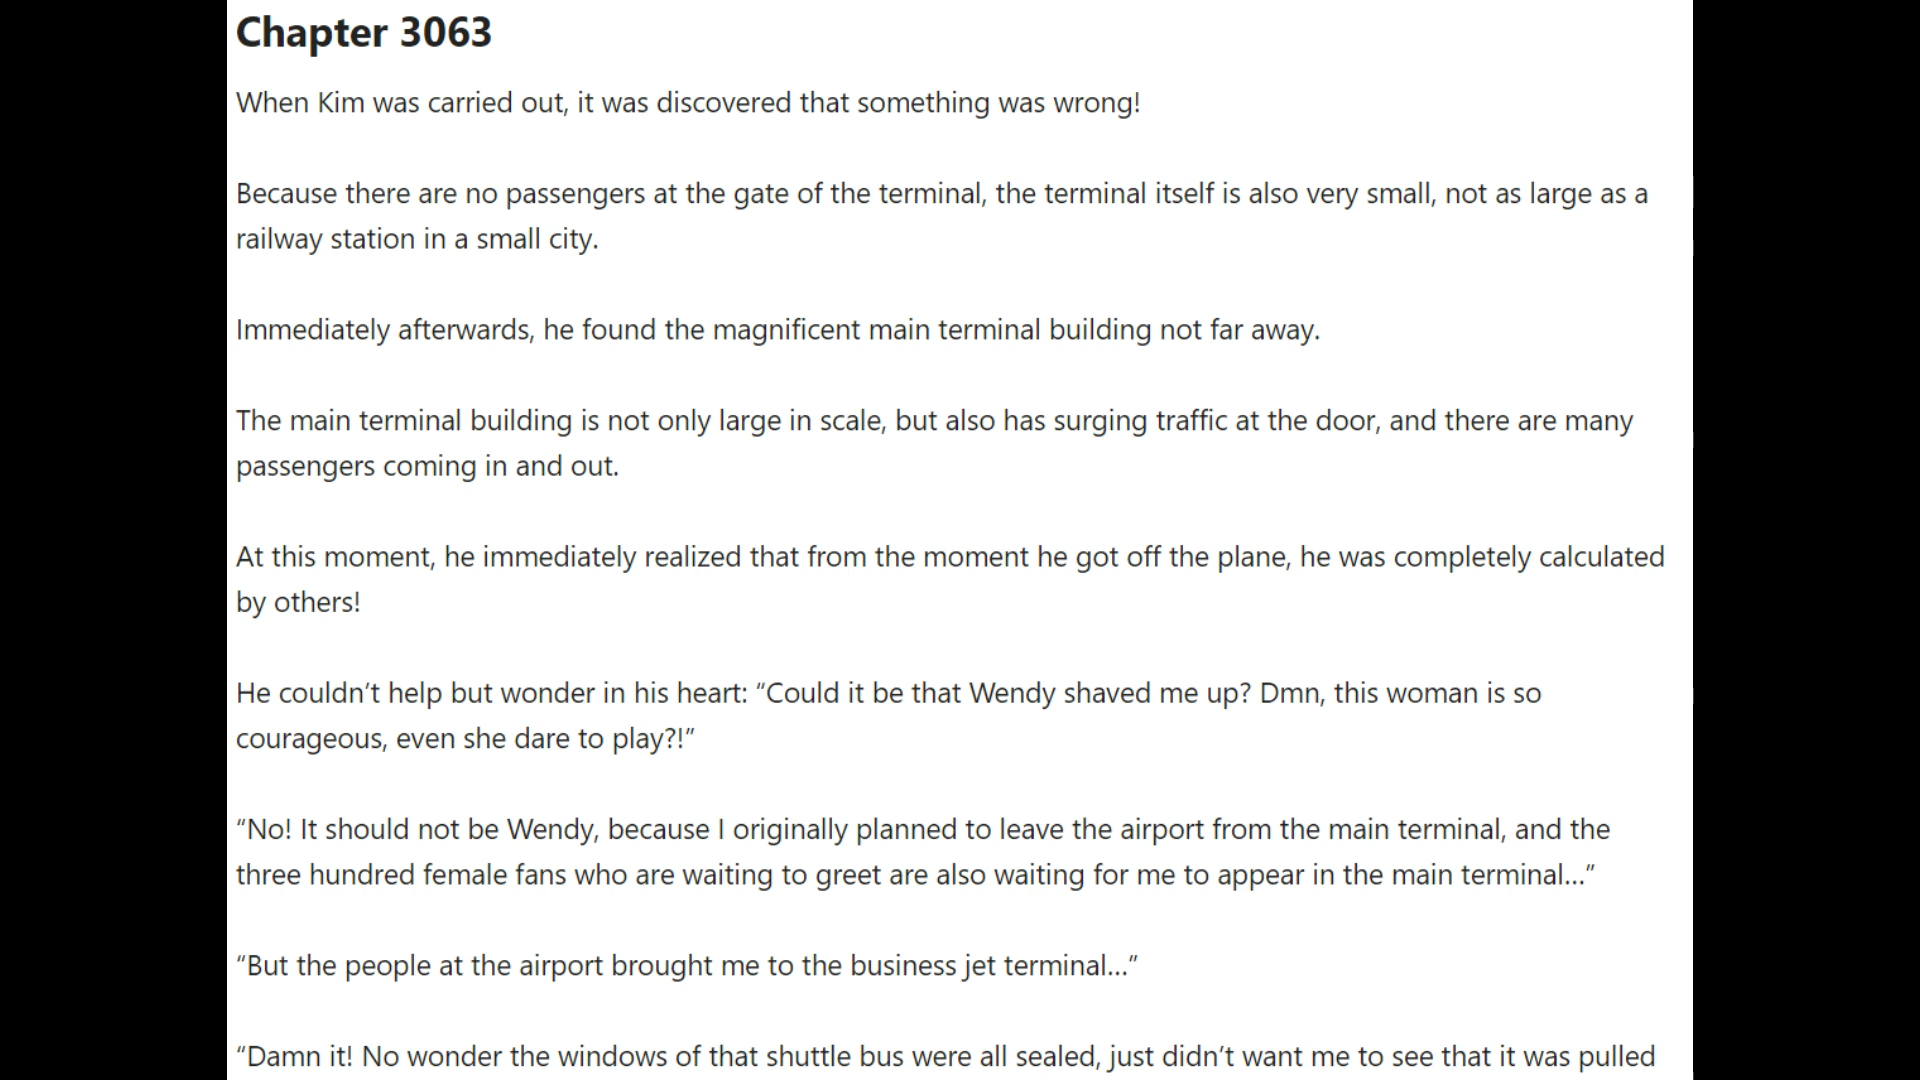 Chapter 3063
When Kim was carried out, it was discovered that something was wrong!
Because there are no passengers at the gate of the terminal, the terminal itself is also very small, not as large as a
railway station in a small city.
Immediately afterwards, he found the magnificent main terminal building not far away.
The main terminal building is not only large in scale, but also has surging traffic at the door, and there are many
passengers coming in and out.
At this moment, he immediately realized that from the moment he got off the plane, he was completely calculated
by others!
He couldn’t help but wonder in his heart: “Could it be that Wendy shaved me up? Dmn, this woman is so
courageous, even she dare to play?!”
“No! It should not be Wendy, because I originally planned to leave the airport from the main terminal, and the
three hundred female fans who are waiting to greet are also waiting for me to appear in the main terminal…”
“But the people at the airport brought me to the business jet terminal…”
“Damn it! No wonder the windows of that shuttle bus were all sealed, just didn’t want me to see that it was pulled